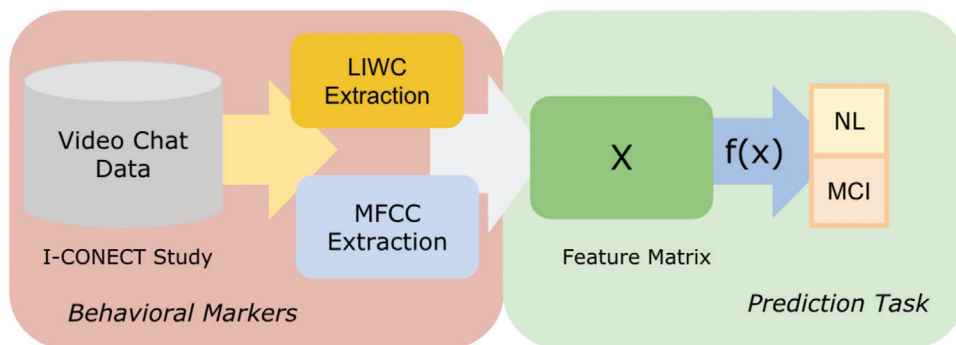 Video Chat
Data
I-CONECT Study
LIWC
Extraction
MFCC
Extraction
Behavioral Markers
X
Feature Matrix
f(x)
NL
MCI
Prediction Task